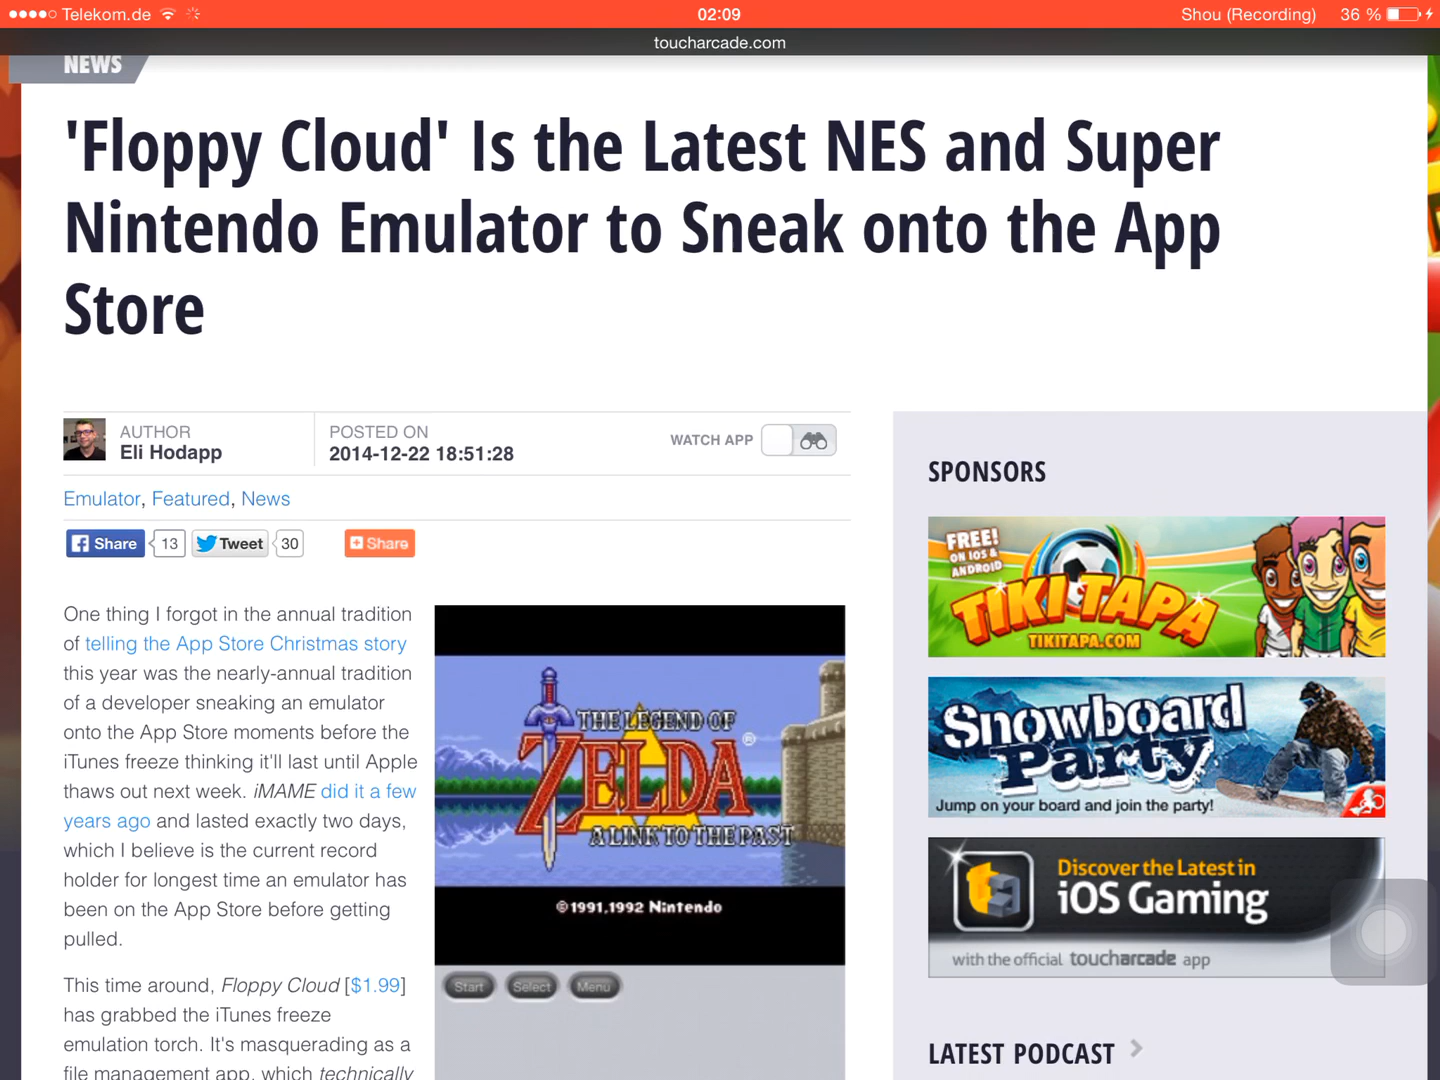 Telekom.de
02:09
Shou (Recording)
36 %
toucharcade.com
NEWS
'Floppy Cloud' Is the Latest NES and Super
Nintendo Emulator to Sneak onto the App
Store
AUTHOR
Eli Hodapp
POSTED ON
2014-12-22 18:51:28
WATCH APP
Emulator, Featured, News
Share
13
Tweet
30
Share
One thing I forgot in the annual tradition
of telling the App Store Christmas story
this year was the nearly-annual tradition
of a developer sneaking an emulator
onto the App Store moments before the
iTunes freeze thinking it'll last until Apple
thaws out next week. iMAME did it a few
years ago and lasted exactly two days,
which I believe is the current record
holder for longest time an emulator has
been on the App Store before getting
pulled.
This time around, Floppy Cloud [$1.99]
has grabbed the iTunes freeze
emulation torch. It's masquerading as a
file management app, which technically
THE LEGEND OF
ZELDA
®
A LINK TO THE PAST
©1991,1992 Nintendo
Start
Select
Menu
SPONSORS
FREE!
ON IOS &
ANDROID
TIKI TAPA
TIKITAPA.COM
Snowboard
Party
Jump on your board and join the party!
ta
Discover the Latest in
iOS Gaming
with the official toucharcade app
LATEST PODCAST